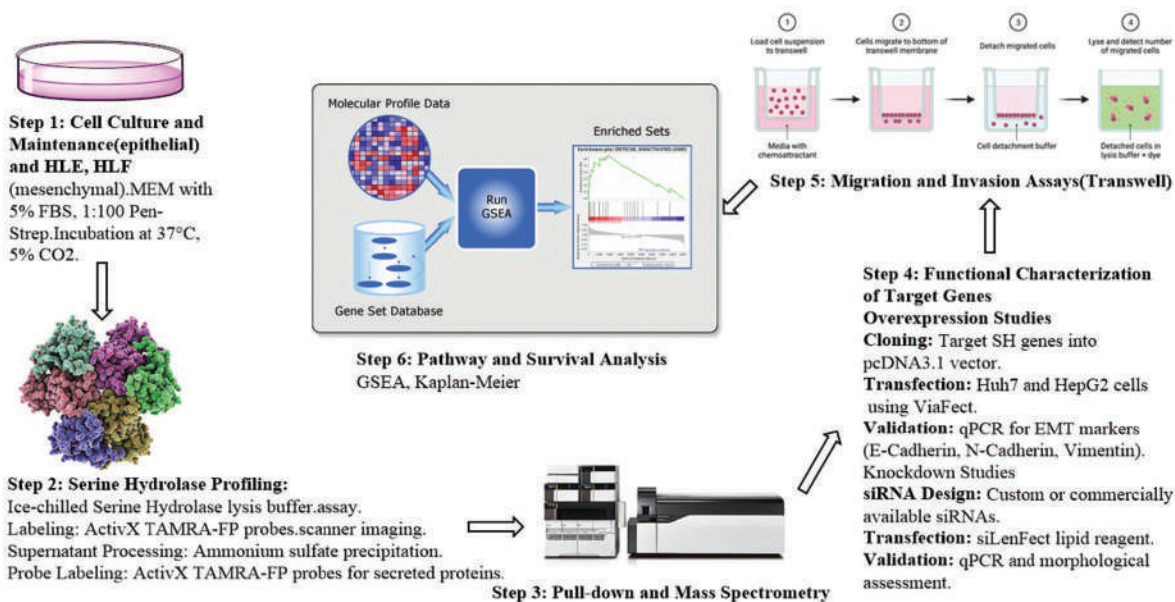 Step 1: Cell Culture and
Maintenance(epithelial)
and HLE, HLF
(mesenchymal).MEM with
5% FBS, 1:100 Pen-
Strep.Incubation at 37°C,
5% CO2.
Step 2: Serine Hydrolase Profiling:
Ice-chilled Serine Hydrolase lysis buffer.assay.
Labeling: ActivX TAMRA-FP probes.scanner imaging.
Supernatant Processing: Ammonium sulfate precipitation.
Probe Labeling: ActivX TAMRA-FP probes for secreted proteins.
Step 3: Pull-down and Mass Spectrometry
Step 4: Functional Characterization
of Target Genes
Overexpression Studies
Cloning: Target SH genes into
pcDNA3.1 vector.
Transfection: Huh7 and HepG2 cells
using ViaFect.
Validation: qPCR for EMT markers
(E-Cadherin, N-Cadherin, Vimentin).
Knockdown Studies
siRNA Design: Custom or commercially
available siRNAs.
Transfection: siLenFect lipid reagent.
Validation: qPCR and morphological
assessment.
1
Load cell suspension
to transwell
Media with
chemoattractant
2
Cells migrate to bottom of
transwell membrane
3
Detach migrated cells
Cell detachment buffer
4
Lyse and detect number
of migrated cells
Detached cells in
lysis buffer + dye
Step 5: Migration and Invasion Assays(Transwell)
Molecular Profile Data
Gene Set Database
Run
GSEA
Enriched Sets
Step 6: Pathway and Survival Analysis
GSEA, Kaplan-Meier